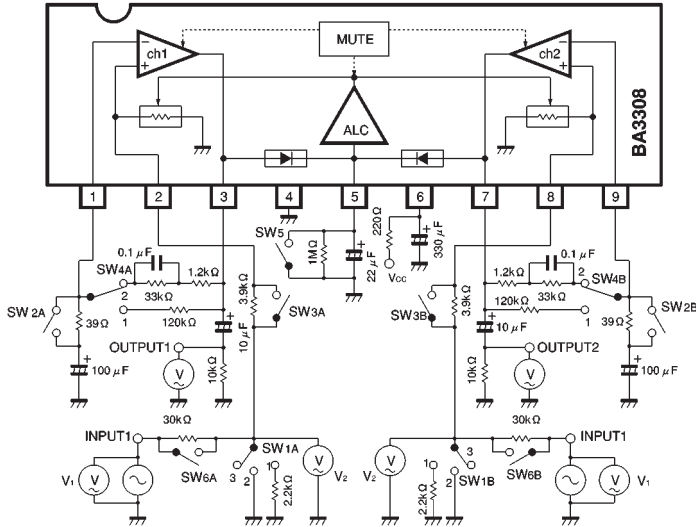 MUTE
ch1
ch2
ALC
BA3308
1
2
3
4
5
6
7
8
9
0.1 μF
SW4A
2
1
1.2kΩ
33kΩ
120kΩ
SW2A
39Ω
100 μF
OUTPUT1
V
10 μF
10kΩ
3.9kΩ
SW3A
SW5
1MΩ
22 μF
220Ω
VCC
330 μF
SW3B
3.9kΩ
1.2kΩ
0.1 μF
33kΩ
2
SW4B
1
120kΩ
SW2B
39Ω
100 μF
10 μF
OUTPUT2
V
10kΩ
30kΩ
INPUT1
SW6A
V1
V
SW1A
1
3
2
2.2kΩ
V
V2
V2
V
1
2.2kΩ
3
2
SW1B
30kΩ
SW6B
INPUT1
V
V1